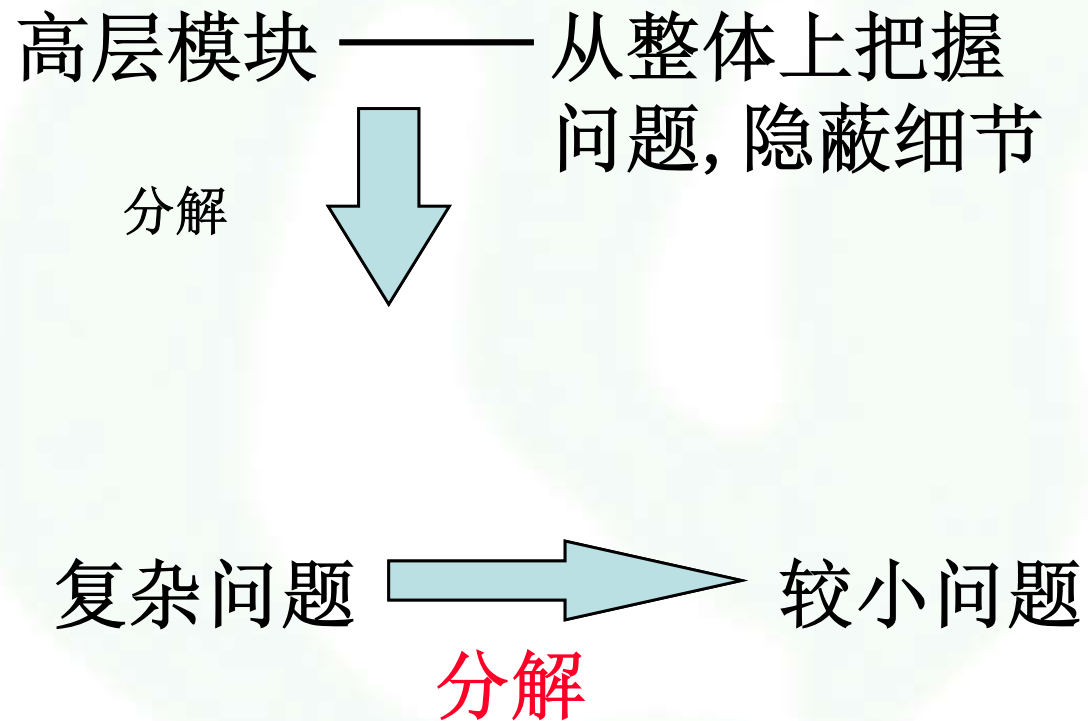 高层模块 —— 从整体上把握
问题,隐蔽细节
分解
复杂问题
较小问题
分解